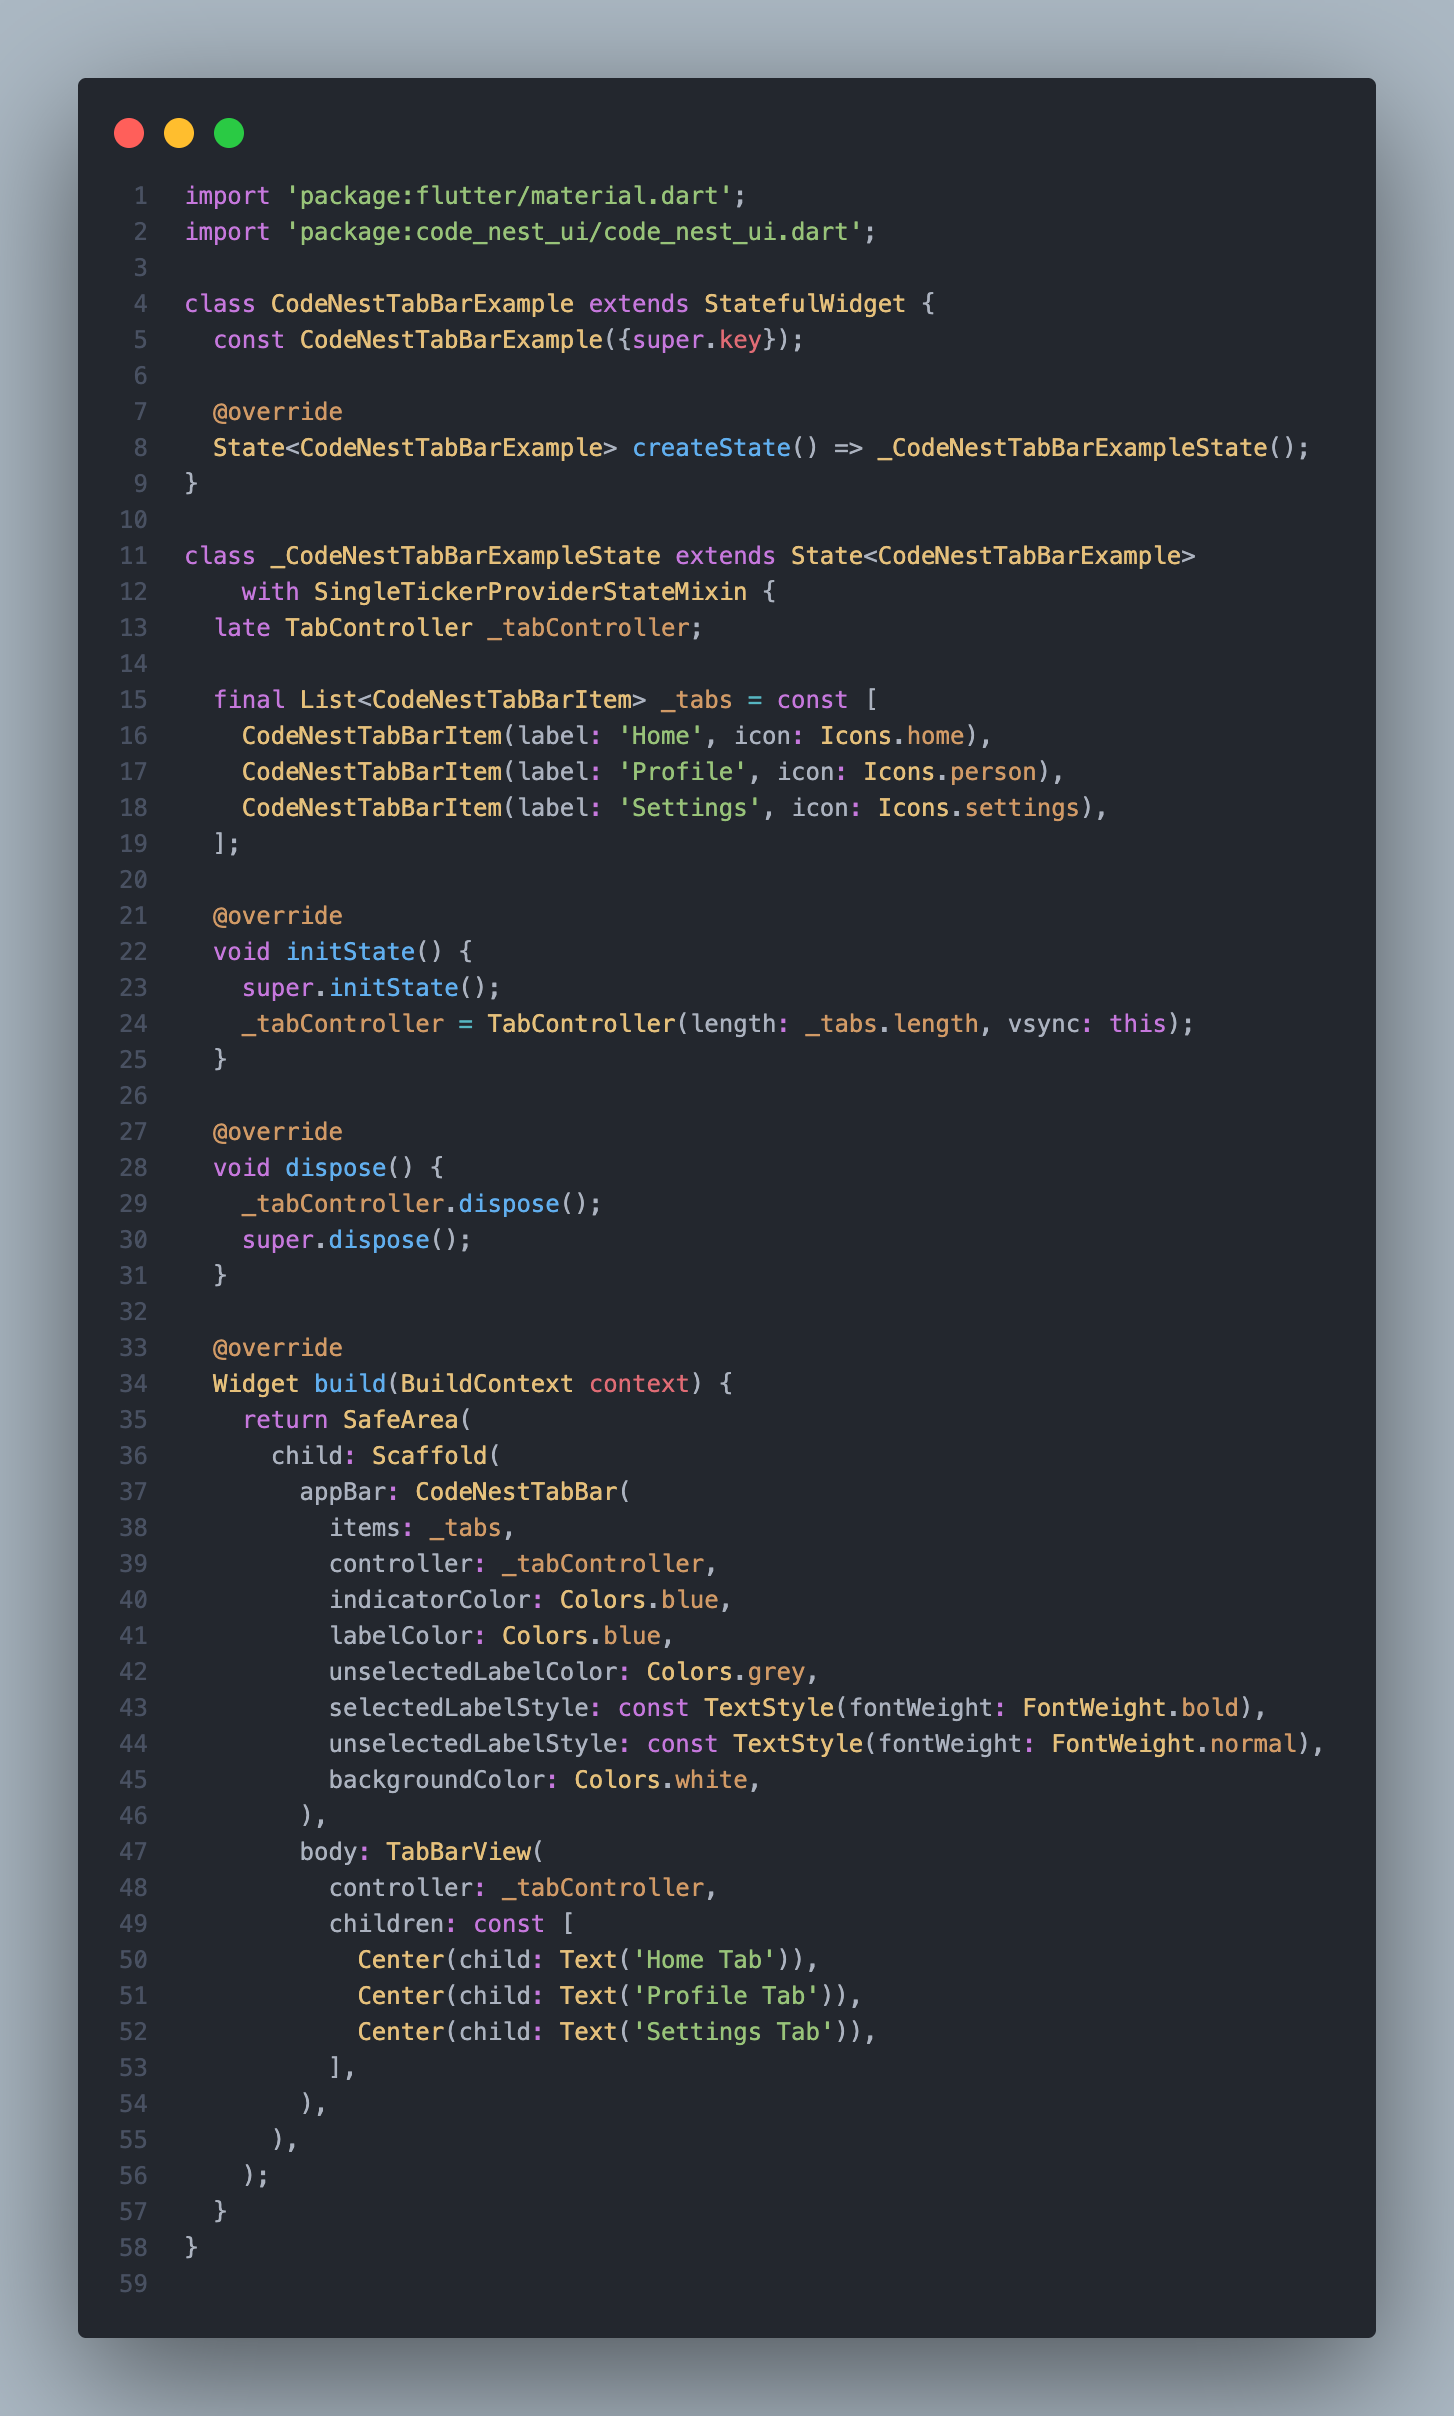 1 import 'package:flutter/material.dart';
2 import 'package:code_nest_ui/code_nest_ui.dart';
3
4 class CodeNestTabBarExample extends StatefulWidget {
5   const CodeNestTabBarExample({super.key});
6
7   @override
8   State<CodeNestTabBarExample> createState() => _CodeNestTabBarExampleState();
9 }
10
11 class _CodeNestTabBarExampleState extends State<CodeNestTabBarExample>
12     with SingleTickerProviderStateMixin {
13   late TabController _tabController;
14
15   final List<CodeNestTabBarItem> _tabs = const [
16     CodeNestTabBarItem(label: 'Home', icon: Icons.home),
17     CodeNestTabBarItem(label: 'Profile', icon: Icons.person),
18     CodeNestTabBarItem(label: 'Settings', icon: Icons.settings),
19   ];
20
21   @override
22   void initState() {
23     super.initState();
24     _tabController = TabController(length: _tabs.length, vsync: this);
25   }
26
27   @override
28   void dispose() {
29     _tabController.dispose();
30     super.dispose();
31   }
32
33   @override
34   Widget build(BuildContext context) {
35     return SafeArea(
36       child: Scaffold(
37         appBar: CodeNestTabBar(
38           items: _tabs,
39           controller: _tabController,
40           indicatorColor: Colors.blue,
41           labelColor: Colors.blue,
42           unselectedLabelColor: Colors.grey,
43           selectedLabelStyle: const TextStyle(fontWeight: FontWeight.bold),
44           unselectedLabelStyle: const TextStyle(fontWeight: FontWeight.normal),
45           backgroundColor: Colors.white,
46         ),
47         body: TabBarView(
48           controller: _tabController,
49           children: const [
50             Center(child: Text('Home Tab')),
51             Center(child: Text('Profile Tab')),
52             Center(child: Text('Settings Tab')),
53           ],
54         ),
55       ),
56     );
57   }
58 }
59